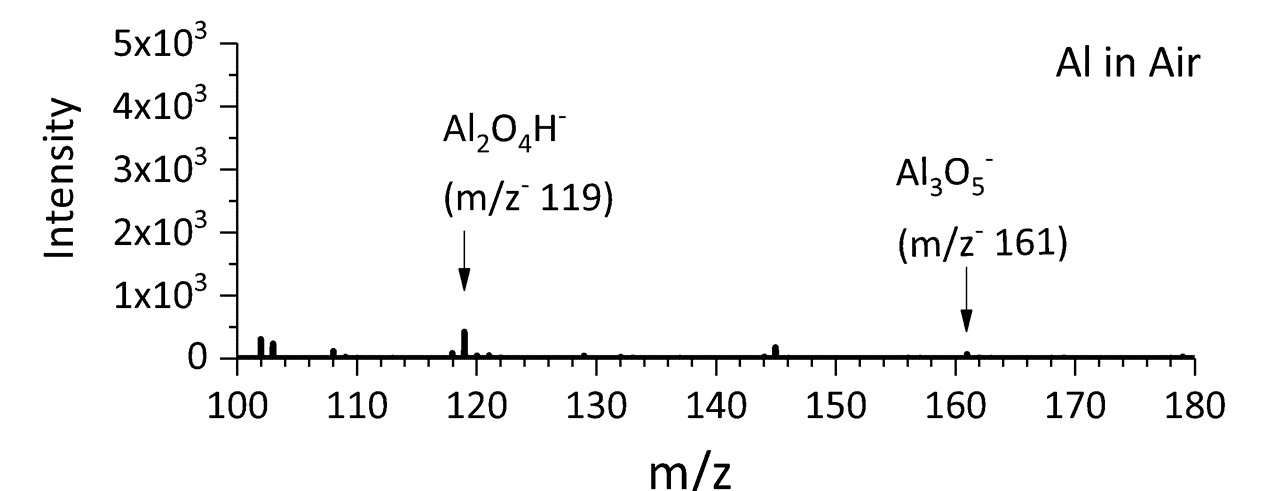 5x10³
Al in Air
4x10³
Al₂O₄H⁻
3x10³
Al₃O₅⁻
(m/z⁻ 119)
2x10³
(m/z⁻ 161)
1x10³
0
Intensity
100 110 120 130 140 150 160 170 180
m/z